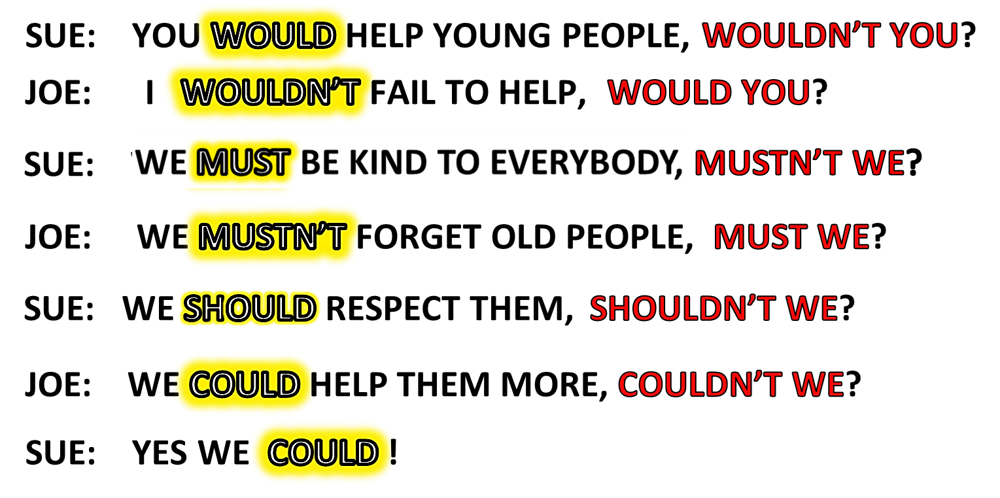 SUE: YOU WOULD HELP YOUNG PEOPLE, WOULDN'T YOU?
JOE: I WOULDN'T FAIL TO HELP, WOULD YOU?
SUE: WE MUST BE KIND TO EVERYBODY, MUSTN'T WE?
JOE: WE MUSTN'T FORGET OLD PEOPLE, MUST WE?
SUE: WE SHOULD RESPECT THEM, SHOULDN'T WE?
JOE: WE COULD HELP THEM MORE, COULDN'T WE?
SUE: YES WE COULD !